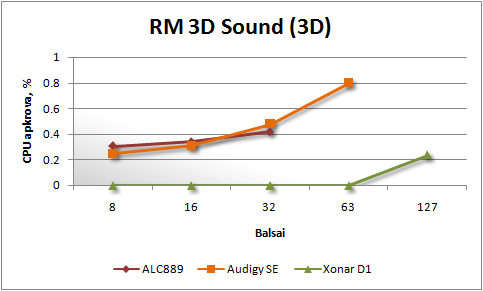 RM 3D Sound (3D)
CPU apkrova, %
1
0.8
0.6
0.4
0.2
0
8 16 32 63 127
Balsai
ALC889 Audigy SE Xonar D1